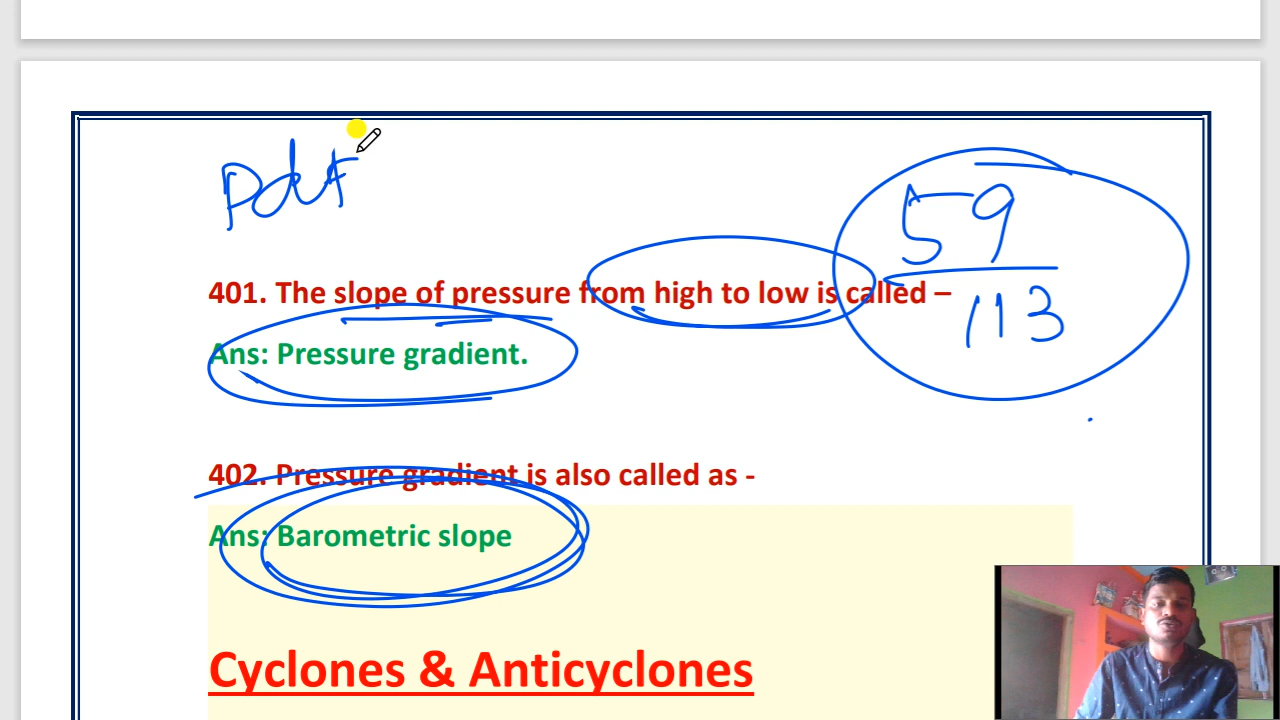 Pdf
59
113
401. The slope of pressure from high to low is called –
Ans: Pressure gradient.
402. Pressure gradient is also called as -
Ans: Barometric slope
Cyclones & Anticyclones